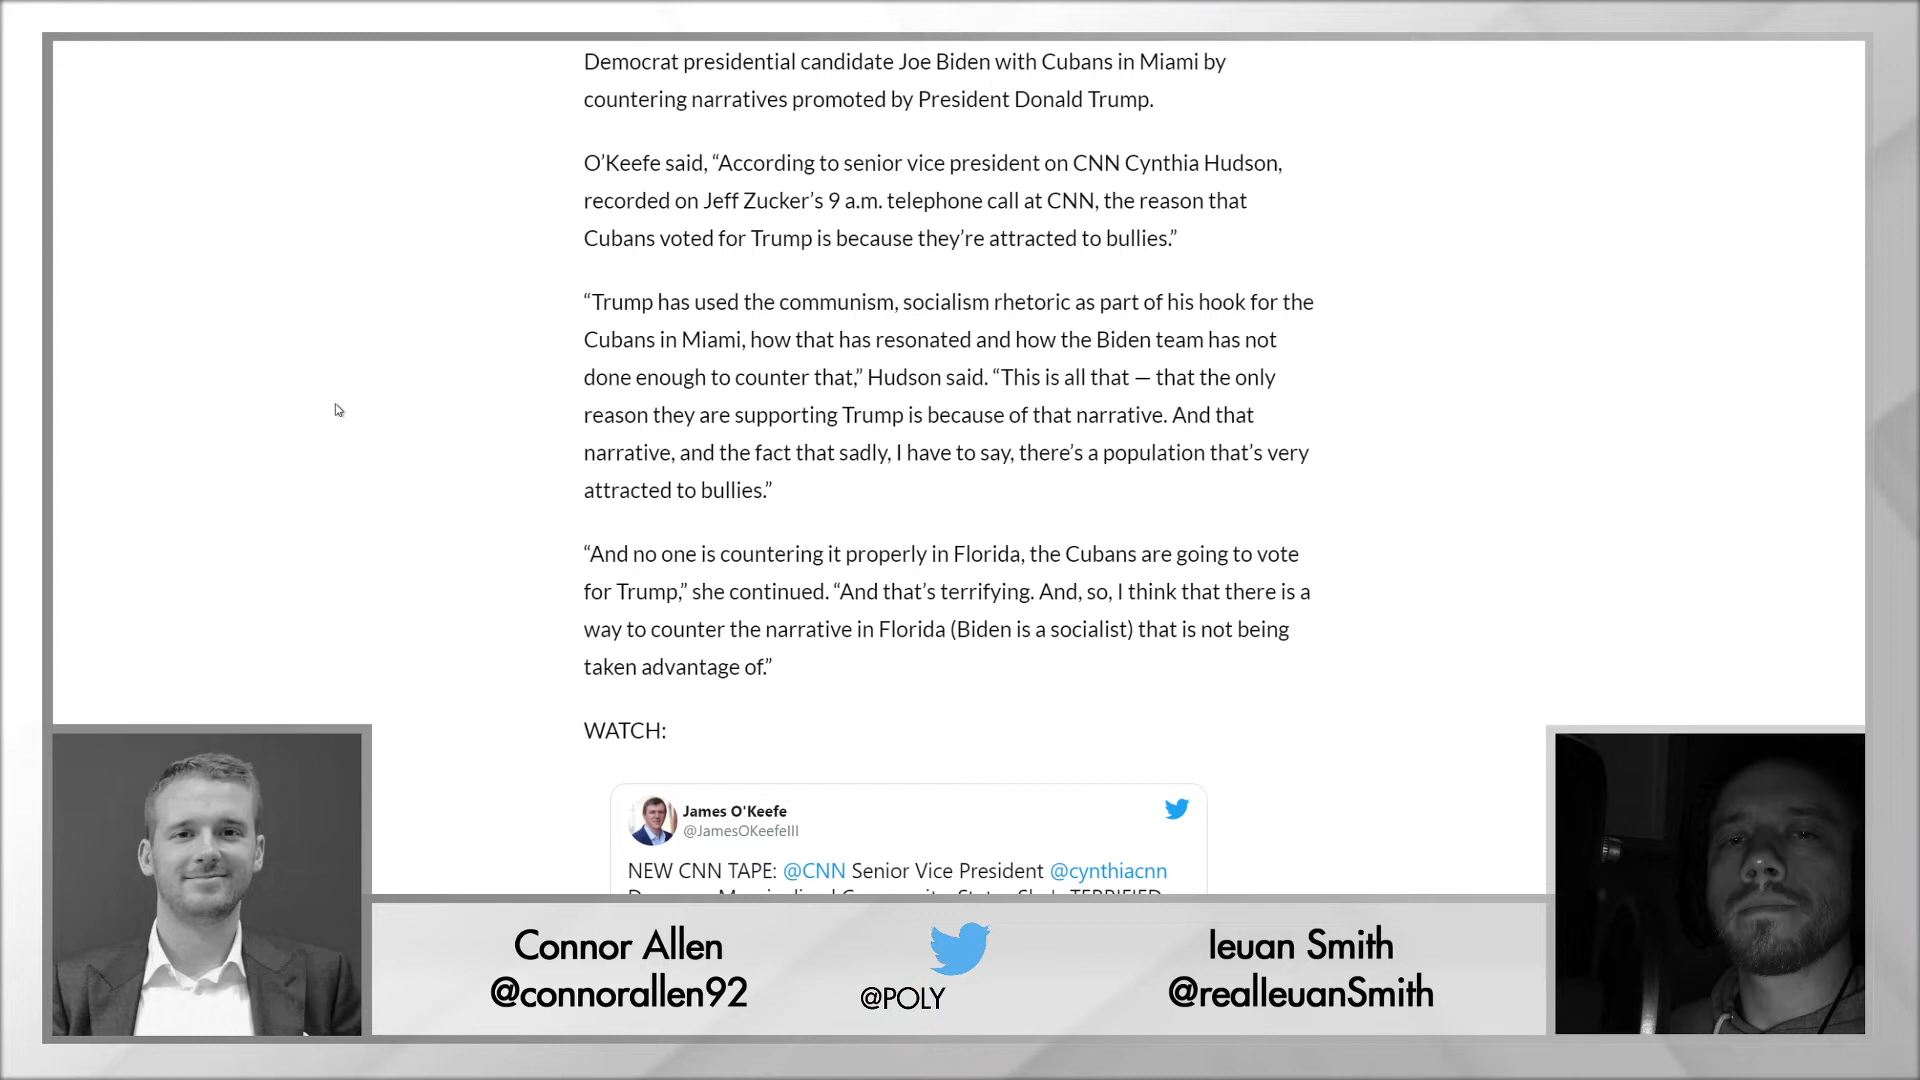 Democrat presidential candidate Joe Biden with Cubans in Miami by
countering narratives promoted by President Donald Trump.
O’Keefe said, “According to senior vice president on CNN Cynthia Hudson,
recorded on Jeff Zucker’s 9 a.m. telephone call at CNN, the reason that
Cubans voted for Trump is because they’re attracted to bullies.”
“Trump has used the communism, socialism rhetoric as part of his hook for the
Cubans in Miami, how that has resonated and how the Biden team has not
done enough to counter that,” Hudson said. “This is all that — that the only
reason they are supporting Trump is because of that narrative. And that
narrative, and the fact that sadly, I have to say, there’s a population that’s very
attracted to bullies.”
“And no one is countering it properly in Florida, the Cubans are going to vote
for Trump,” she continued. “And that’s terrifying. And, so, I think that there is a
way to counter the narrative in Florida (Biden is a socialist) that is not being
taken advantage of.”
WATCH:
James O'Keefe
@JamesOKeefeIII
NEW CNN TAPE: @CNN Senior Vice President @cynthiacnn
Connor Allen
@connorallen92
@POLY
Ieuan Smith
@realIeuanSmith